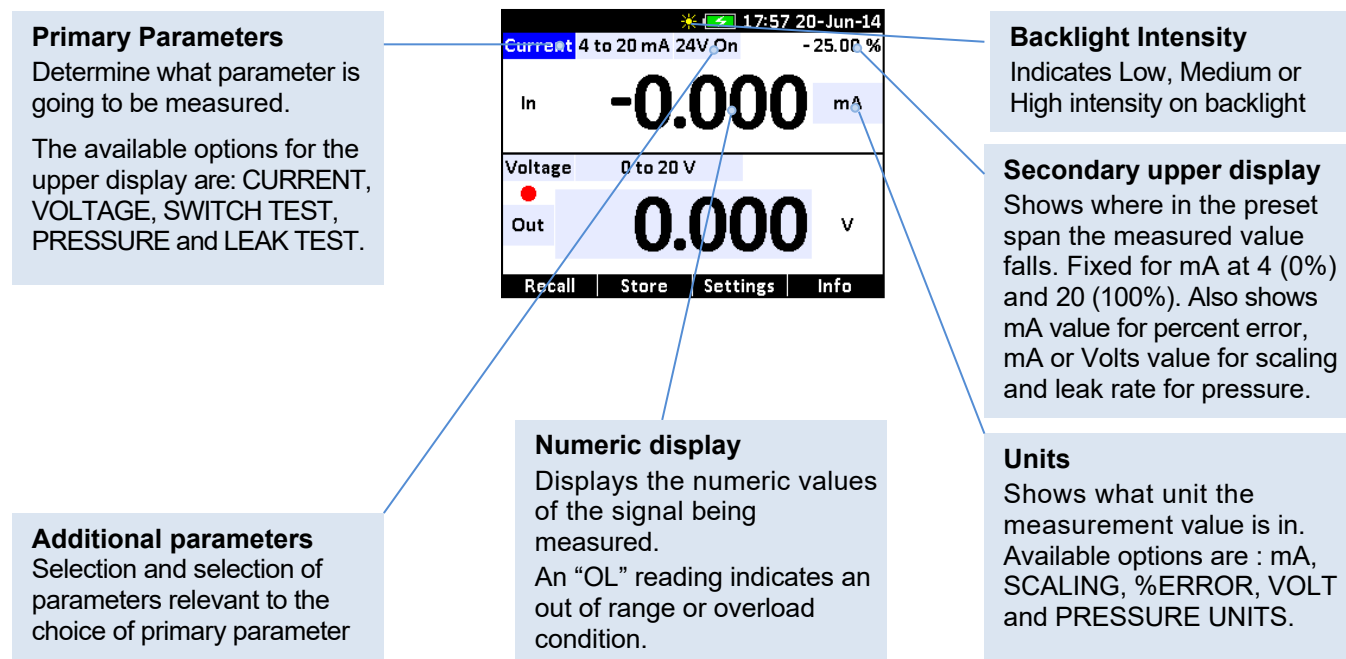 Primary Parameters
Determine what parameter is
going to be measured.
The available options for the
upper display are: CURRENT,
VOLTAGE, SWITCH TEST,
PRESSURE and LEAK TEST.
17:57 20-Jun-14
Current 4 to 20 mA 24V On -25.00 %
In -0.000 mA
Voltage 0 to 20 V
Out 0.000 V
Recall Store Settings Info
Backlight Intensity
Indicates Low, Medium or
High intensity on backlight
Secondary upper display
Shows where in the preset
span the measured value
falls. Fixed for mA at 4 (0%)
and 20 (100%). Also shows
mA value for percent error,
mA or Volts value for scaling
and leak rate for pressure.
Numeric display
Displays the numeric values
of the signal being
measured.
An “OL” reading indicates an
out of range or overload
condition.
Units
Shows what unit the
measurement value is in.
Available options are : mA,
SCALING, %ERROR, VOLT
and PRESSURE UNITS.
Additional parameters
Selection and selection of
parameters relevant to the
choice of primary parameter